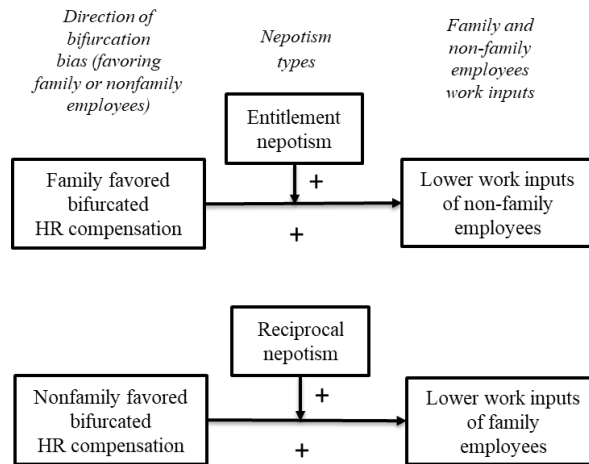 Direction of
bifurcation
bias (favoring
family or nonfamily
employees)
Nepotism
types
Family and
non-family
employees
work inputs
Entitlement
nepotism
+
Family favored
bifurcated
HR compensation
+
Lower work inputs
of non-family
employees
Reciprocal
nepotism
+
Nonfamily favored
bifurcated
HR compensation
+
Lower work inputs
of family
employees